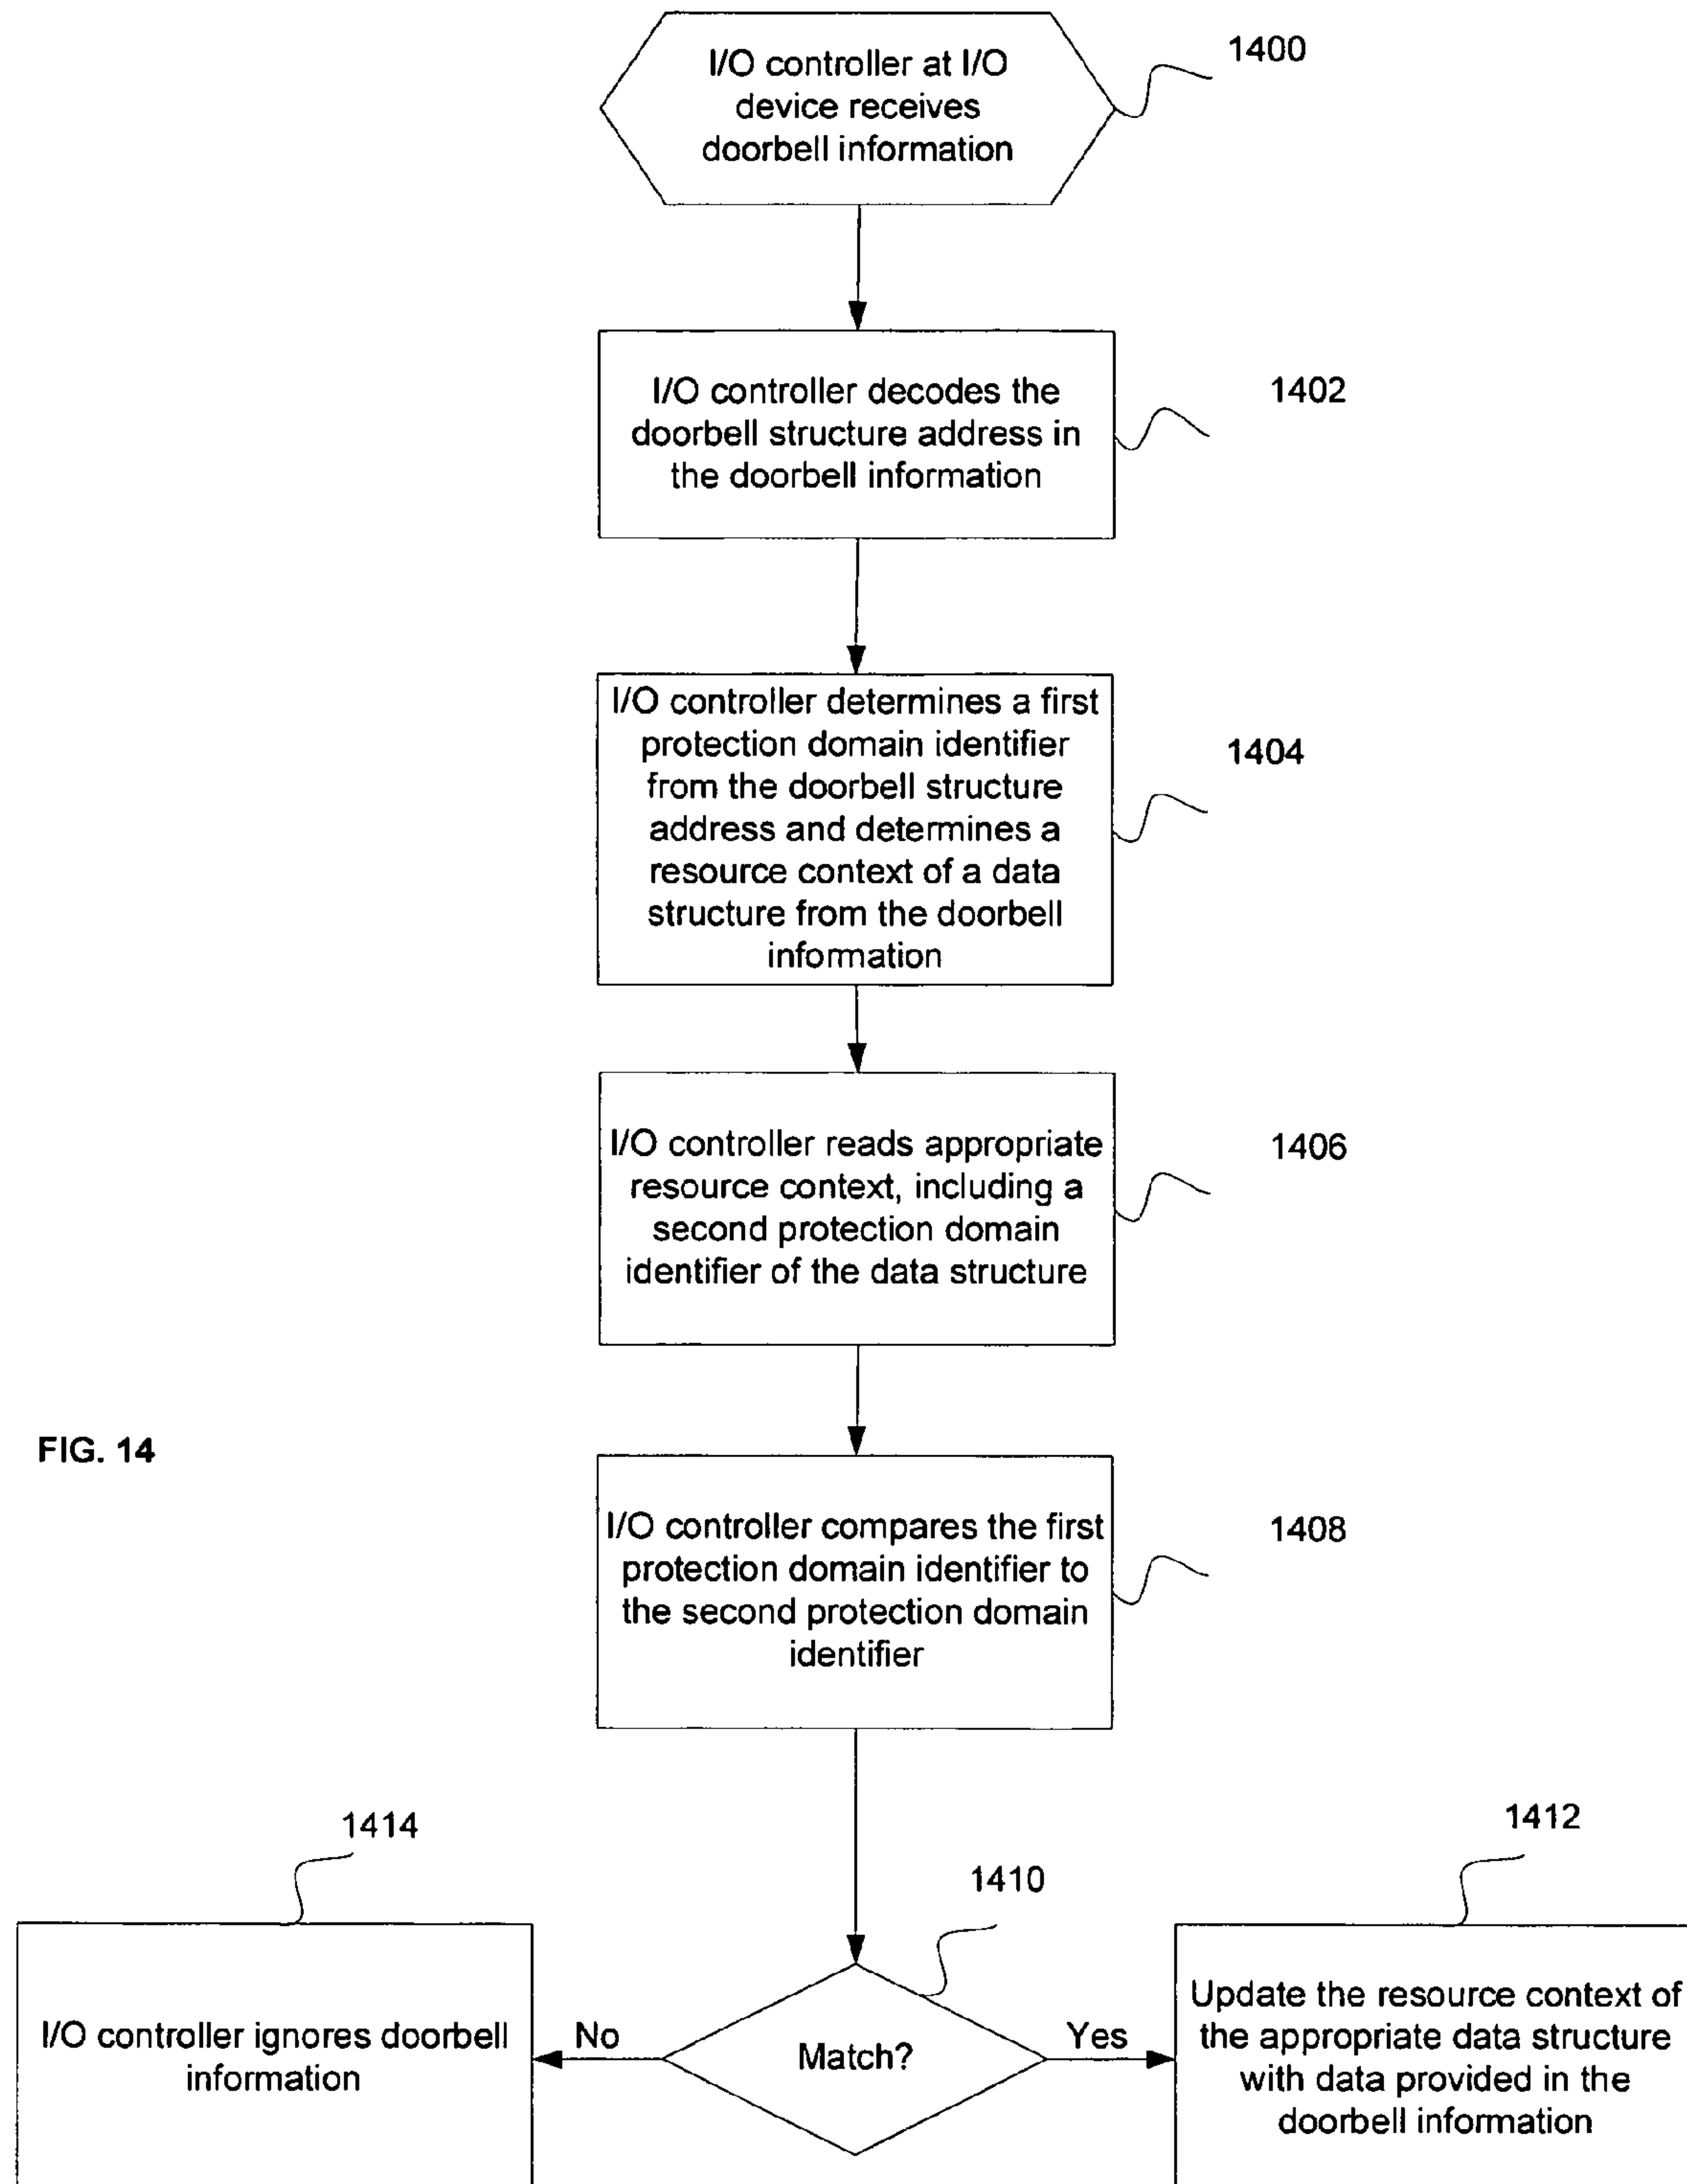 I/O controller at I/O
device receives
doorbell information
1400
I/O controller decodes the
doorbell structure address in
the doorbell information
1402
I/O controller determines a first
protection domain identifier
from the doorbell structure
address and determines a
resource context of a data
structure from the doorbell
information
1404
I/O controller reads appropriate
resource context, including a
second protection domain
identifier of the data structure
1406
FIG. 14
I/O controller compares the first
protection domain identifier to
the second protection domain
identifier
1408
1414
1410
1412
I/O controller ignores doorbell
information
No
Match?
Yes
Update the resource context of
the appropriate data structure
with data provided in the
doorbell information